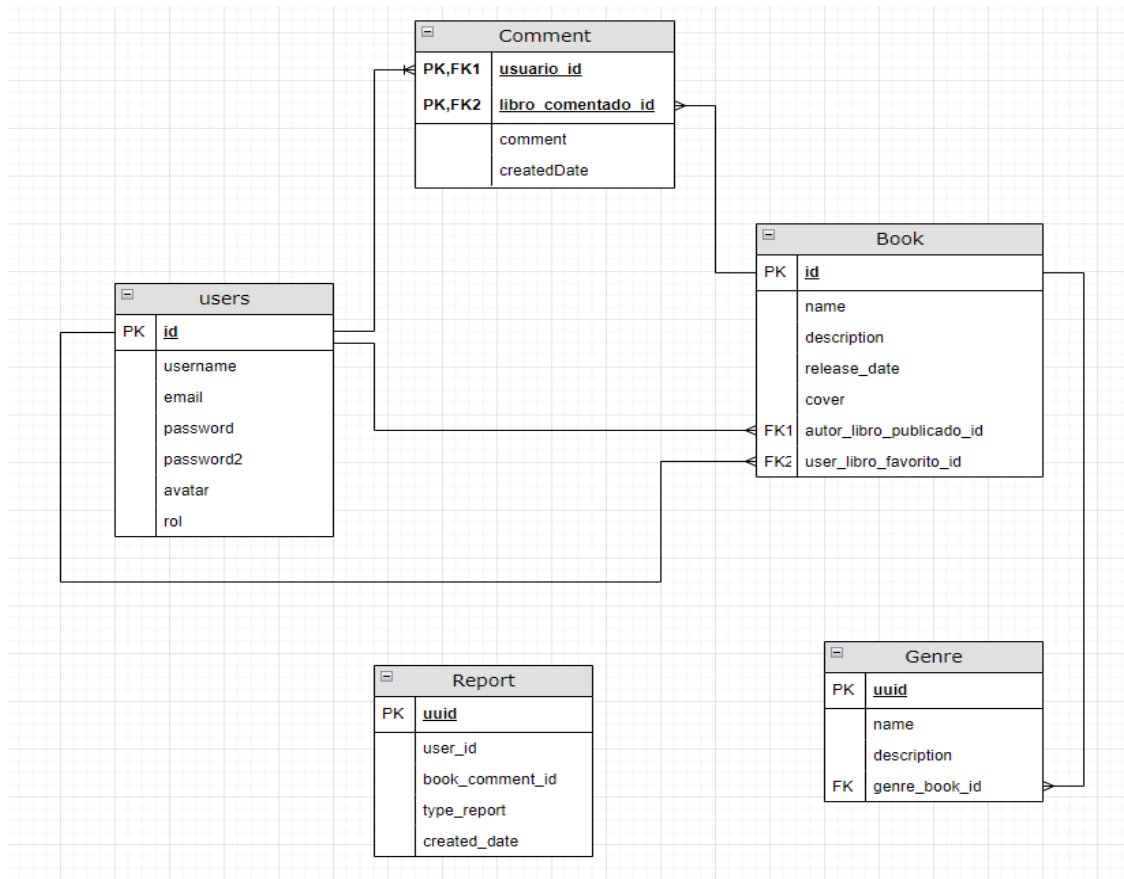 Comment
PK,FK1 usuario_id
PK,FK2 libro_comentado_id
comment
createdDate
Book
PK id
name
description
release_date
cover
FK1 autor_libro_publicado_id
FK2 user_libro_favorito_id
users
PK id
username
email
password
password2
avatar
rol
Report
PK uuid
user_id
book_comment_id
type_report
created_date
Genre
PK uuid
name
description
FK genre_book_id